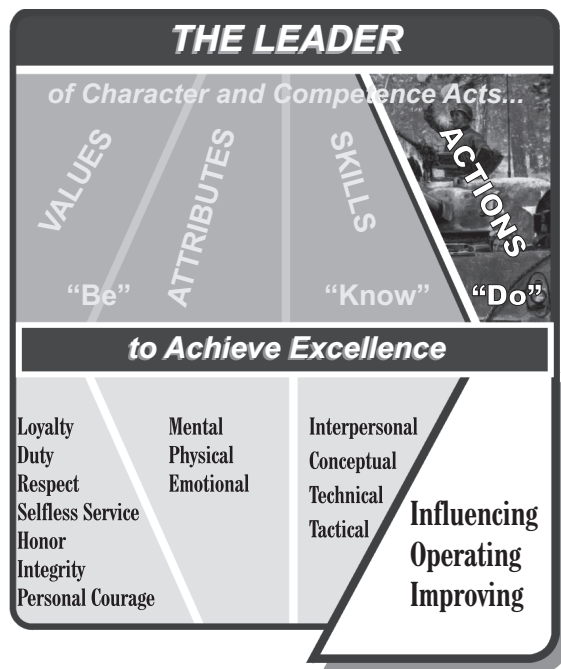 THE LEADER
of Character and Competence Acts...
VALUES
ATTRIBUTES
SKILLS
ACTIONS
“Be”
“Know”
“Do”
to Achieve Excellence
Loyalty
Duty
Respect
Selfless Service
Honor
Integrity
Personal Courage
Mental
Physical
Emotional
Interpersonal
Conceptual
Technical
Tactical
Influencing
Operating
Improving